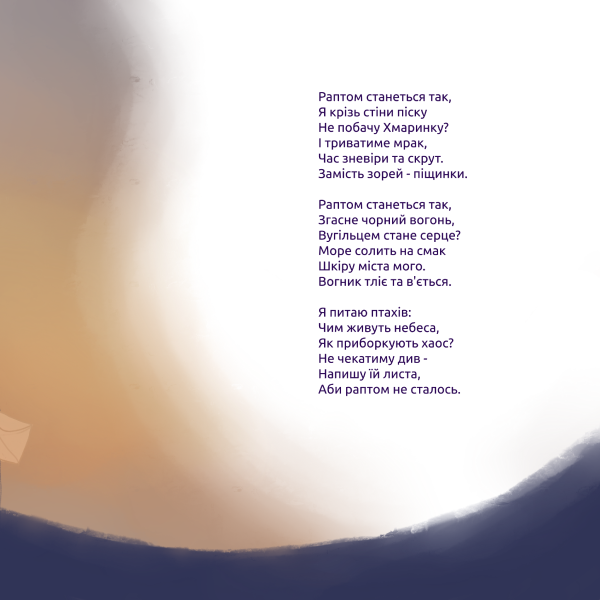 Раптом станеться так,
Я крізь стіни піску
Не побачу Хмаринку?
І триватиме мрак,
Час зневіри та скрут.
Замість зорей - піщинки.
Раптом станеться так,
Згасне чорний вогонь,
Вугільцем стане серце?
Море солить на смак
Шкіру міста мого.
Вогник тліє та в'ється.
Я питаю птахів:
Чим живуть небеса,
Як приборкують хаос?
Не чекатиму див -
Напишу їй листа,
Аби раптом не сталось.